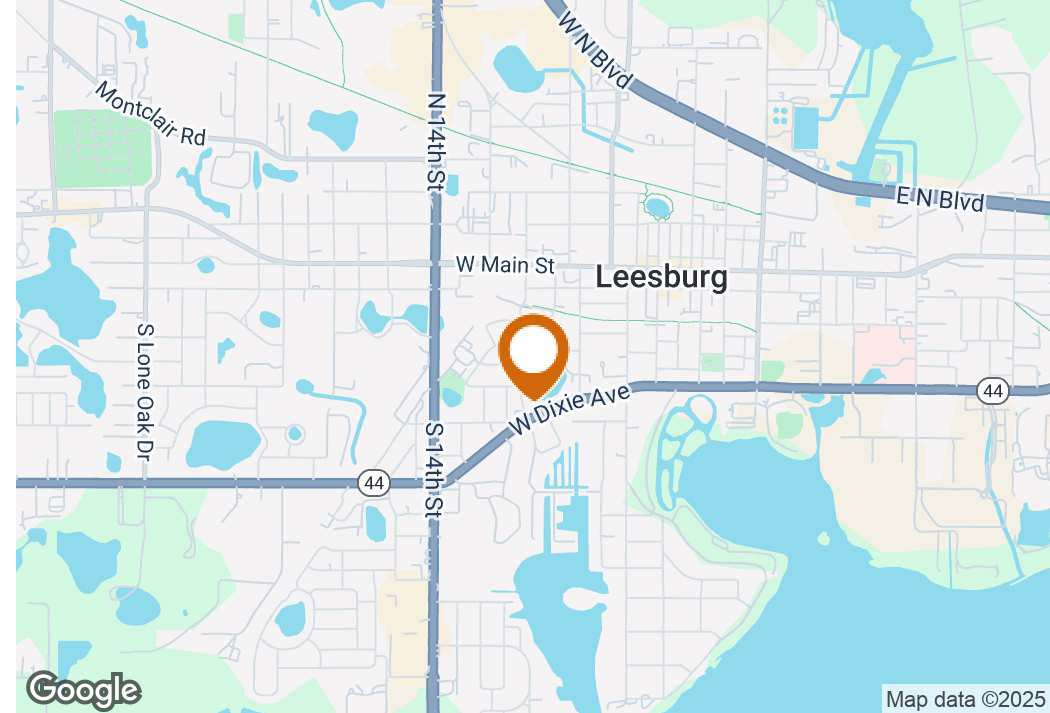 W N Blvd
Montclair Rd
N 14th St
E N Blvd
W Main St
Leesburg
S Lone Oak Dr
W Dixie Ave
44
S 14th St
44
Google
Map data ©2025